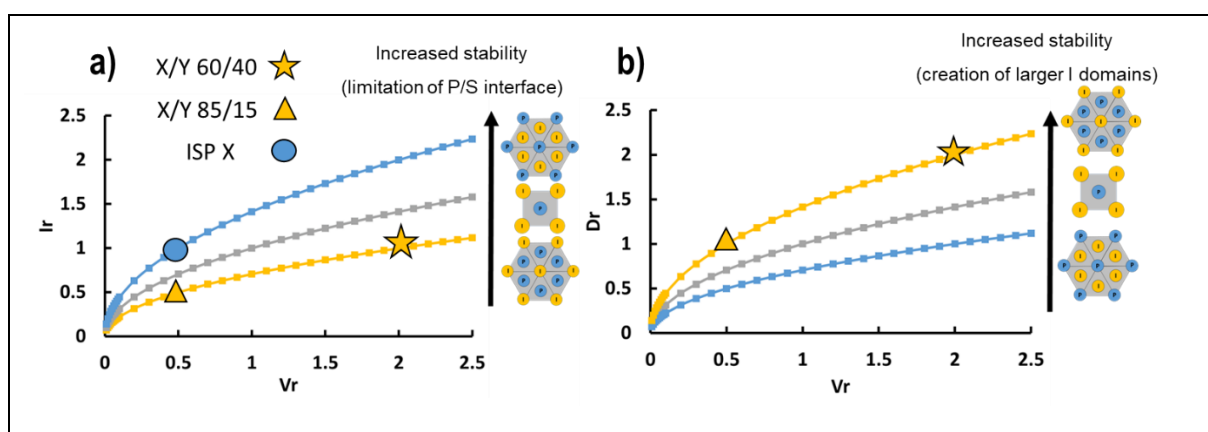 a)
X/Y 60/40
X/Y 85/15
ISP X
Increased stability
(limitation of P/S interface)
2.5
2
1.5
1
0.5
0
Ir
0 0.5 1 1.5 2 2.5
Vr
P P
I
I I
P P P
I I
I
P P
I I
P
I I
I I
P
P P
I I I
P P
P
I I
b)
Increased stability
(creation of larger I domains)
2.5
2
1.5
1
0.5
0
Dr
0 0.5 1 1.5 2 2.5
Vr
I I
P
P P
I I I
P P
P
I I
I I
P
I I
P P
I
I I
P P P
I I
I
P P